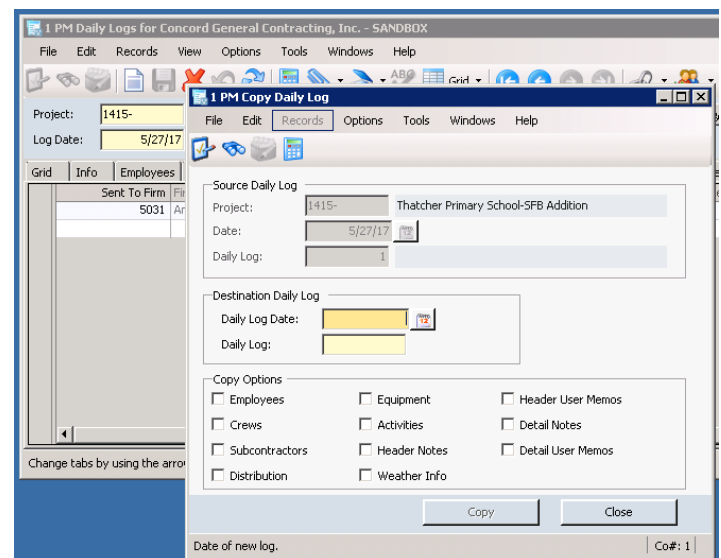 1 PM Daily Logs for Concord General Contracting, Inc. - SANDBOX
File Edit Records View Options Tools Windows Help
Grid
1 PM Copy Daily Log
File Edit Records Options Tools Windows Help
Project: 1415-
Log Date: 5/27/17
Grid Info Employees
Sent To Firm
5031
Source Daily Log
Project: 1415- Thatcher Primary School-SFB Addition
Date: 5/27/17
Daily Log: 1
Destination Daily Log
Daily Log Date:
Daily Log:
Copy Options
Employees Equipment Header User Memos
Crews Activities Detail Notes
Subcontractors Header Notes Detail User Memos
Distribution Weather Info
Change tabs by using the
Copy Close
Date of new log. Co#: 1